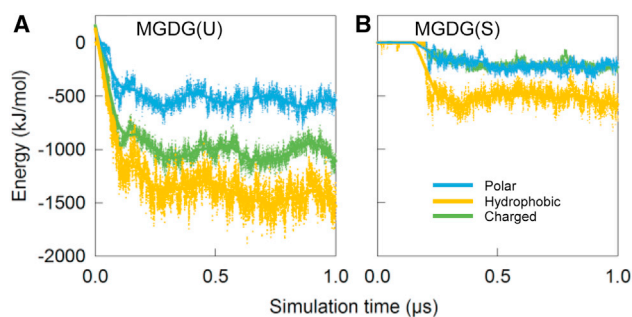 A MGDG(U)
B MGDG(S)
Energy (kJ/mol)
0
-500
-1000
-1500
-2000
Polar
Hydrophobic
Charged
0.0 0.5 1.0
0.0 0.5 1.0
Simulation time (µs)